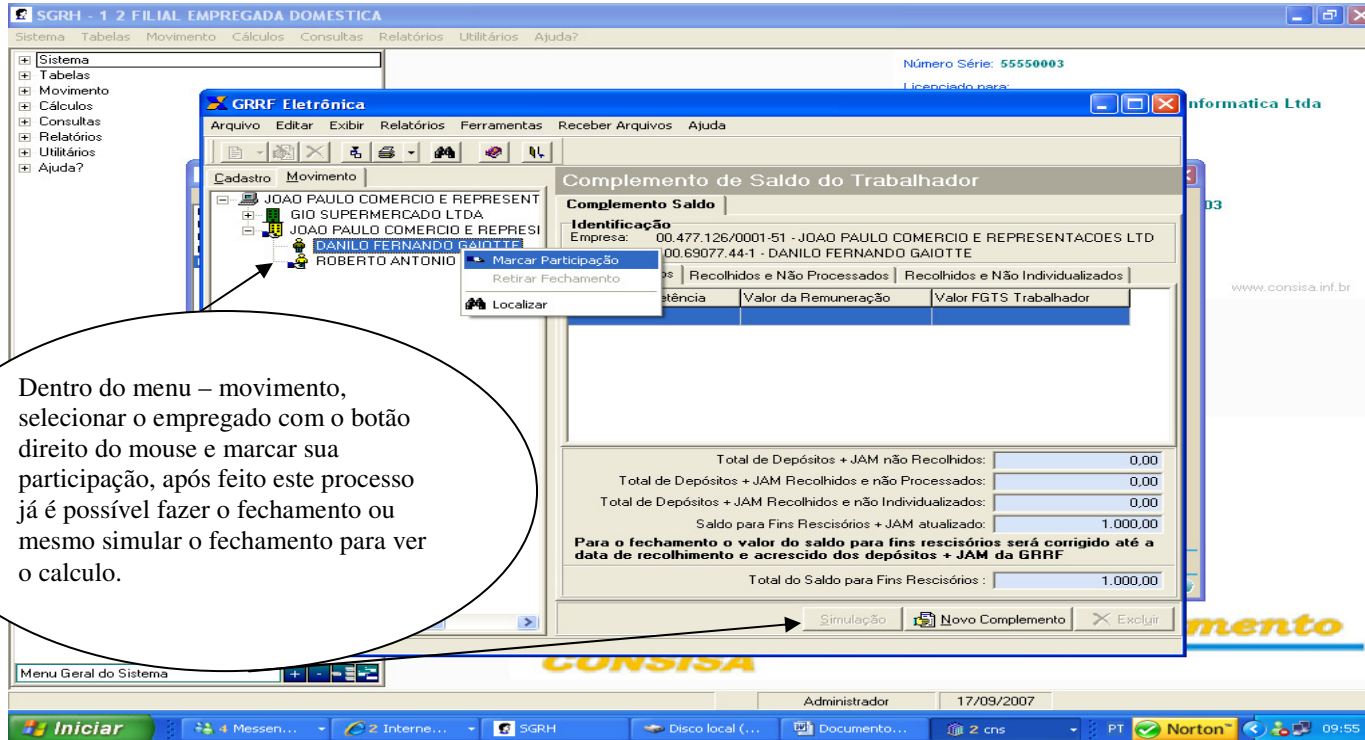 SGRH - 1 2 FILIAL EMPREGADA DOMESTICA
Sistema Tabelas Movimento Cálculos Consultas Relatórios Utilitários Ajuda?
Sistema
Tabelas
Movimento
Cálculos
Consultas
Relatórios
Utilitários
Ajuda?
Número Série: 55550003
Licenciado para:
nformatica Ltda
03
www.consisa.inf.br
GRRF Eletrônica
Arquivo Editar Exibir Relatórios Ferramentas Receber Arquivos Ajuda
Cadastro Movimento
JOAO PAULO COMERCIO E REPRESENT
GIO SUPERMERCADO LTDA
JOAO PAULO COMERCIO E REPRESI
DANILO FERNANDO GAIOTTE
ROBERTO ANTONIO
Marcar Participação
Retirar Fechamento
Localizar
Complemento de Saldo do Trabalhador
Complemento Saldo
Identificação
Empresa: 00.477.126/0001-51 - JOAO PAULO COMERCIO E REPRESENTACOES LTD
00.69077.44-1 - DANILO FERNANDO GAIOTTE
os Recolhidos e Não Processados Recolhidos e Não Individualizados
etência Valor da Remuneração Valor FGTS Trabalhador
Total de Depósitos + JAM não Recolhidos: 0,00
Total de Depósitos + JAM Recolhidos e não Processados: 0,00
Total de Depósitos + JAM Recolhidos e não Individualizados: 0,00
Saldo para Fins Rescisórios + JAM atualizado: 1.000,00
Para o fechamento o valor do saldo para fins rescisórios será corrigido até a
data de recolhimento e acrescido dos depósitos + JAM da GRRF
Total do Saldo para Fins Rescisórios : 1.000,00
Simulação Novo Complemento Excluir
Dentro do menu – movimento,
selecionar o empregado com o botão
direito do mouse e marcar sua
participação, após feito este processo
já é possível fazer o fechamento ou
mesmo simular o fechamento para ver
o calculo.
mento
CONSISA
Menu Geral do Sistema
Administrador 17/09/2007
Iniciar 4 Messen... 2 Interne... SGRH Disco local (... Documento... 2 cns PT Norton™ 09:55